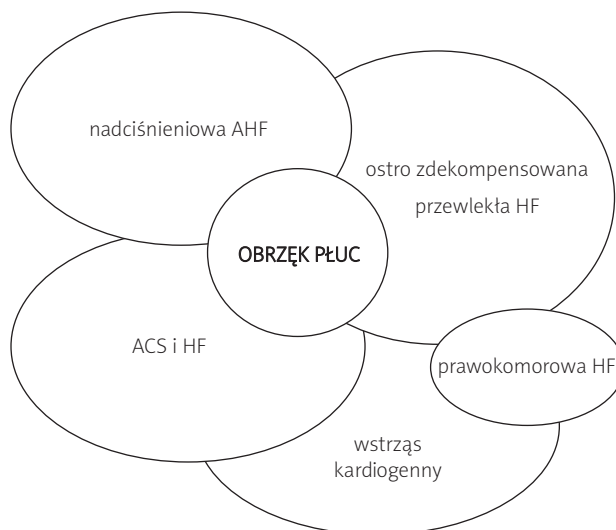 nadciśnieniowa AHF
ostro zdekompensowana
przewlekła HF
OBRZĘK PŁUC
ACS i HF
prawokomorowa HF
wstrząs
kardiogenny